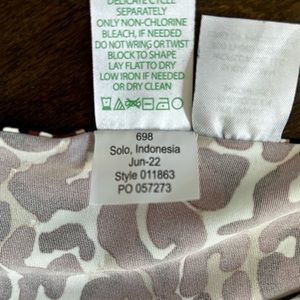 DELICATE CYCLE
SEPARATELY
ONLY NON-CHLORINE
BLEACH, IF NEEDED
DO NOT WRING OR TWIST
BLOCK TO SHAPE
LAY FLAT TO DRY
LOW IRON IF NEEDED
OR DRY CLEAN
698
Solo, Indonesia
Jun-22
Style 011863
PO 057273